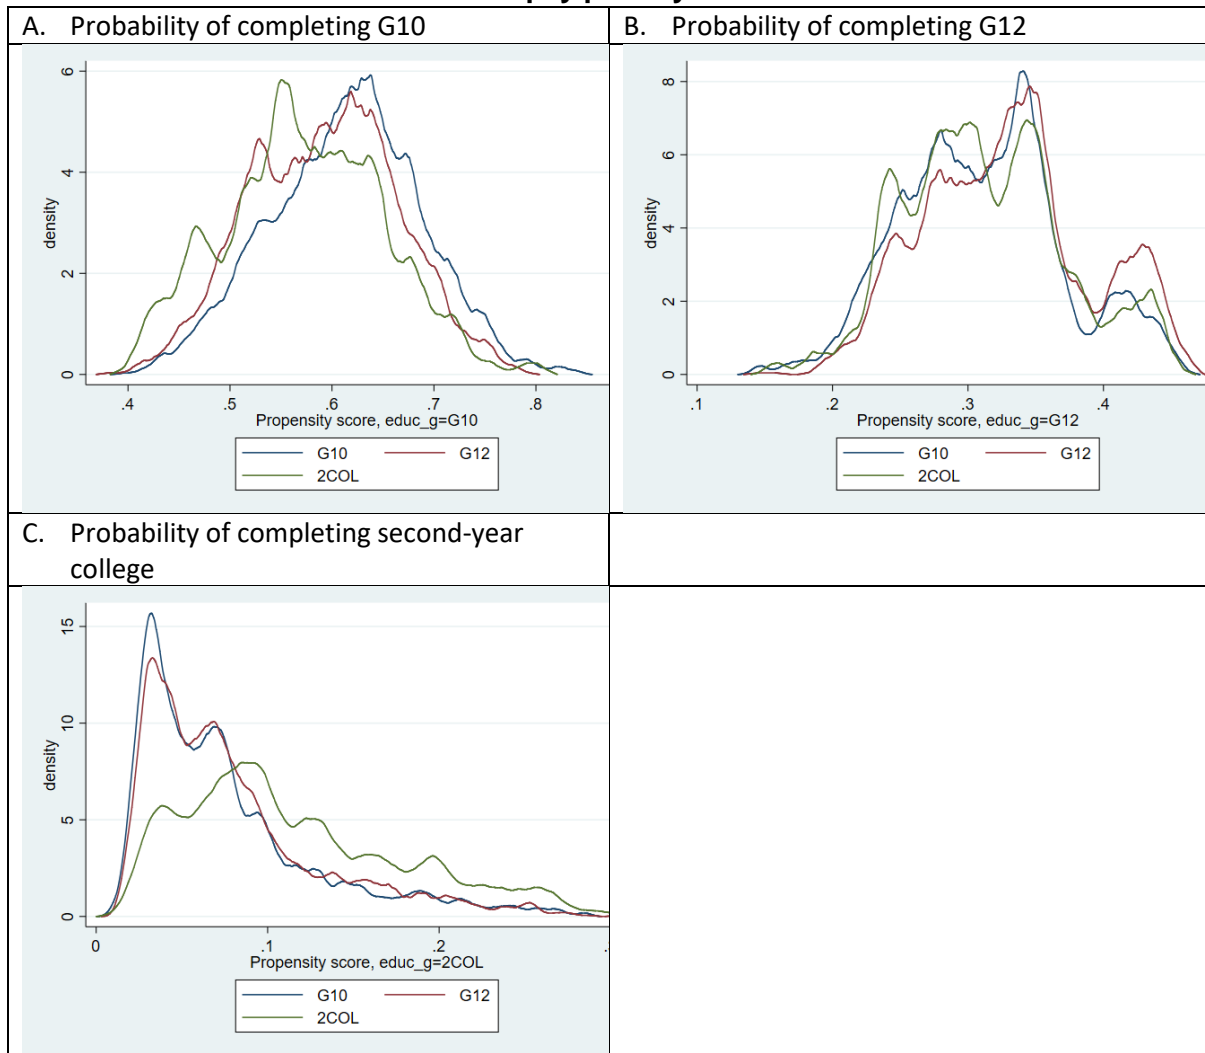 A. Probability of completing G10
B. Probability of completing G12
6
4
2
0
density
.4 .5 .6 .7 .8
Propensity score, educ_g=G10
G10 G12
2COL
8
6
4
2
0
density
.1 .2 .3 .4
Propensity score, educ_g=G12
G10 G12
2COL
C. Probability of completing second-year
college
15
10
5
0
density
0 .1 .2
Propensity score, educ_g=2COL
G10 G12
2COL